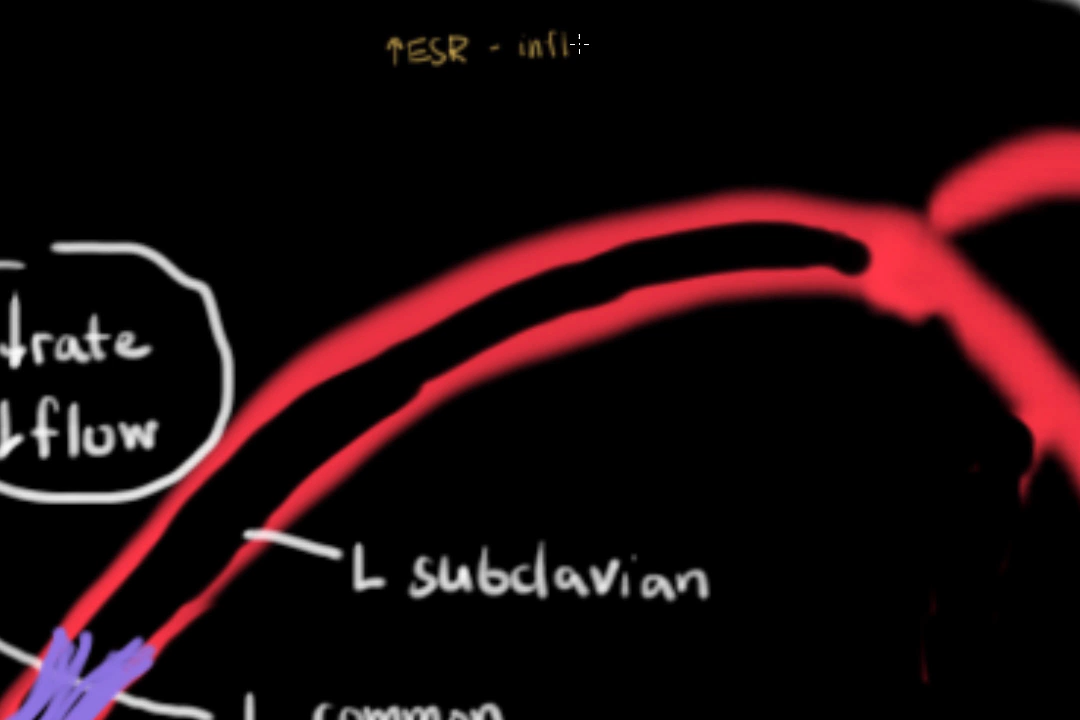 ↑ESR - infl
↓rate
↓flow
L subclavian
L common